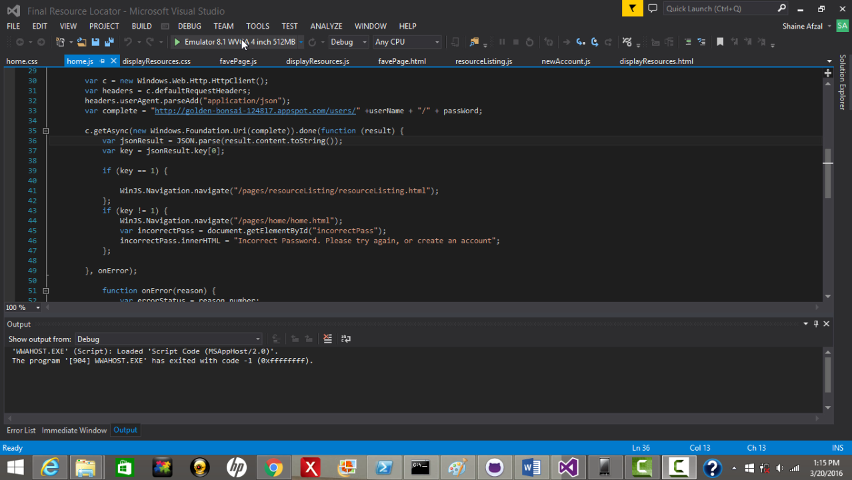 Final Resource Locator - Microsoft Visual Studio
Quick Launch (Ctrl+Q)
FILE EDIT VIEW PROJECT BUILD DEBUG TEAM TOOLS TEST ANALYZE WINDOW HELP
Shaine Afzal SA
Emulator 8.1 WVGA 4 inch 512MB Debug Any CPU
home.css home.js displayResources.css favePage.js displayResources.js favePage.html resourceListing.js newAccount.js displayResources.html
Solution Explorer
29
30 var c = new Windows.Web.Http.HttpClient();
31 var headers = c.defaultRequestHeaders;
32 headers.userAgent.parseAdd("application/json");
33 var complete = "http://golden-bonsai-124817.appspot.com/users/" +userName + "/" + passWord;
34
35 c.getAsync(new Windows.Foundation.Uri(complete)).done(function (result) {
36 var jsonResult = JSON.parse(result.content.toString());
37 var key = jsonResult.key[0];
38
39 if (key == 1) {
40
41 WinJS.Navigation.navigate("/pages/resourceListing/resourceListing.html");
42 };
43 if (key != 1) {
44 WinJS.Navigation.navigate("/pages/home/home.html");
45 var incorrectPass = document.getElementById("incorrectPass");
46 incorrectPass.innerHTML = "Incorrect Password. Please try again, or create an account";
47 };
48
49 }, onError);
50
51 function onError(reason) {
52 var errorStatus = reason.number;
100 %
Output
Show output from: Debug
'WWAHOST.EXE' (Script): Loaded 'Script Code (MSAppHost/2.0)'.
The program '[904] WWAHOST.EXE' has exited with code -1 (0xffffffff).
Error List Immediate Window Output
Ready Ln 36 Col 13 Ch 13 INS
1:15 PM
3/20/2016